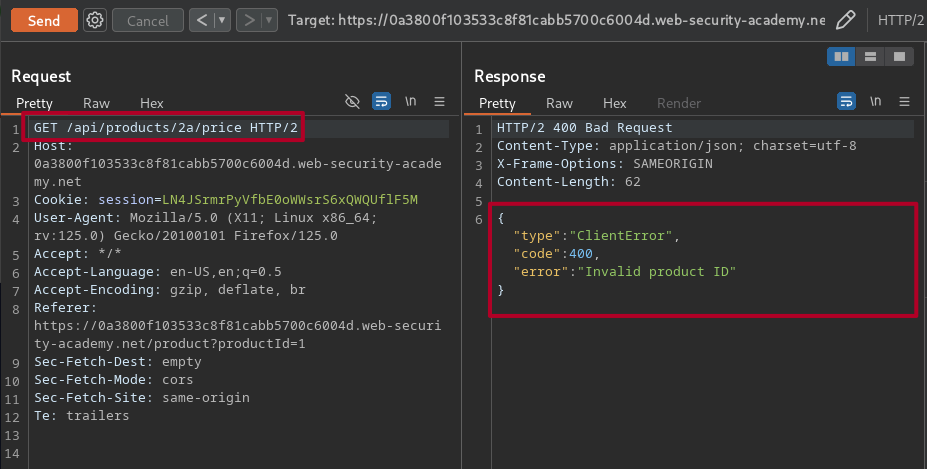 Send Cancel < > Target: https://0a3800f103533c8f81cabb5700c6004d.web-security-academy.ne HTTP/2
Request
Pretty Raw Hex \n
1 GET /api/products/2a/price HTTP/2
2 Host:
0a3800f103533c8f81cabb5700c6004d.web-security-acade
my.net
3 Cookie: session=LN4JSrmrPyVfbE0oWWsrS6xQWQUflF5M
4 User-Agent: Mozilla/5.0 (X11; Linux x86_64;
rv:125.0) Gecko/20100101 Firefox/125.0
5 Accept: */*
6 Accept-Language: en-US,en;q=0.5
7 Accept-Encoding: gzip, deflate, br
8 Referer:
https://0a3800f103533c8f81cabb5700c6004d.web-securi
ty-academy.net/product?productId=1
9 Sec-Fetch-Dest: empty
10 Sec-Fetch-Mode: cors
11 Sec-Fetch-Site: same-origin
12 Te: trailers
13
14
Response
Pretty Raw Hex Render \n
1 HTTP/2 400 Bad Request
2 Content-Type: application/json; charset=utf-8
3 X-Frame-Options: SAMEORIGIN
4 Content-Length: 62
5
6 {
"type":"ClientError",
"code":400,
"error":"Invalid product ID"
}